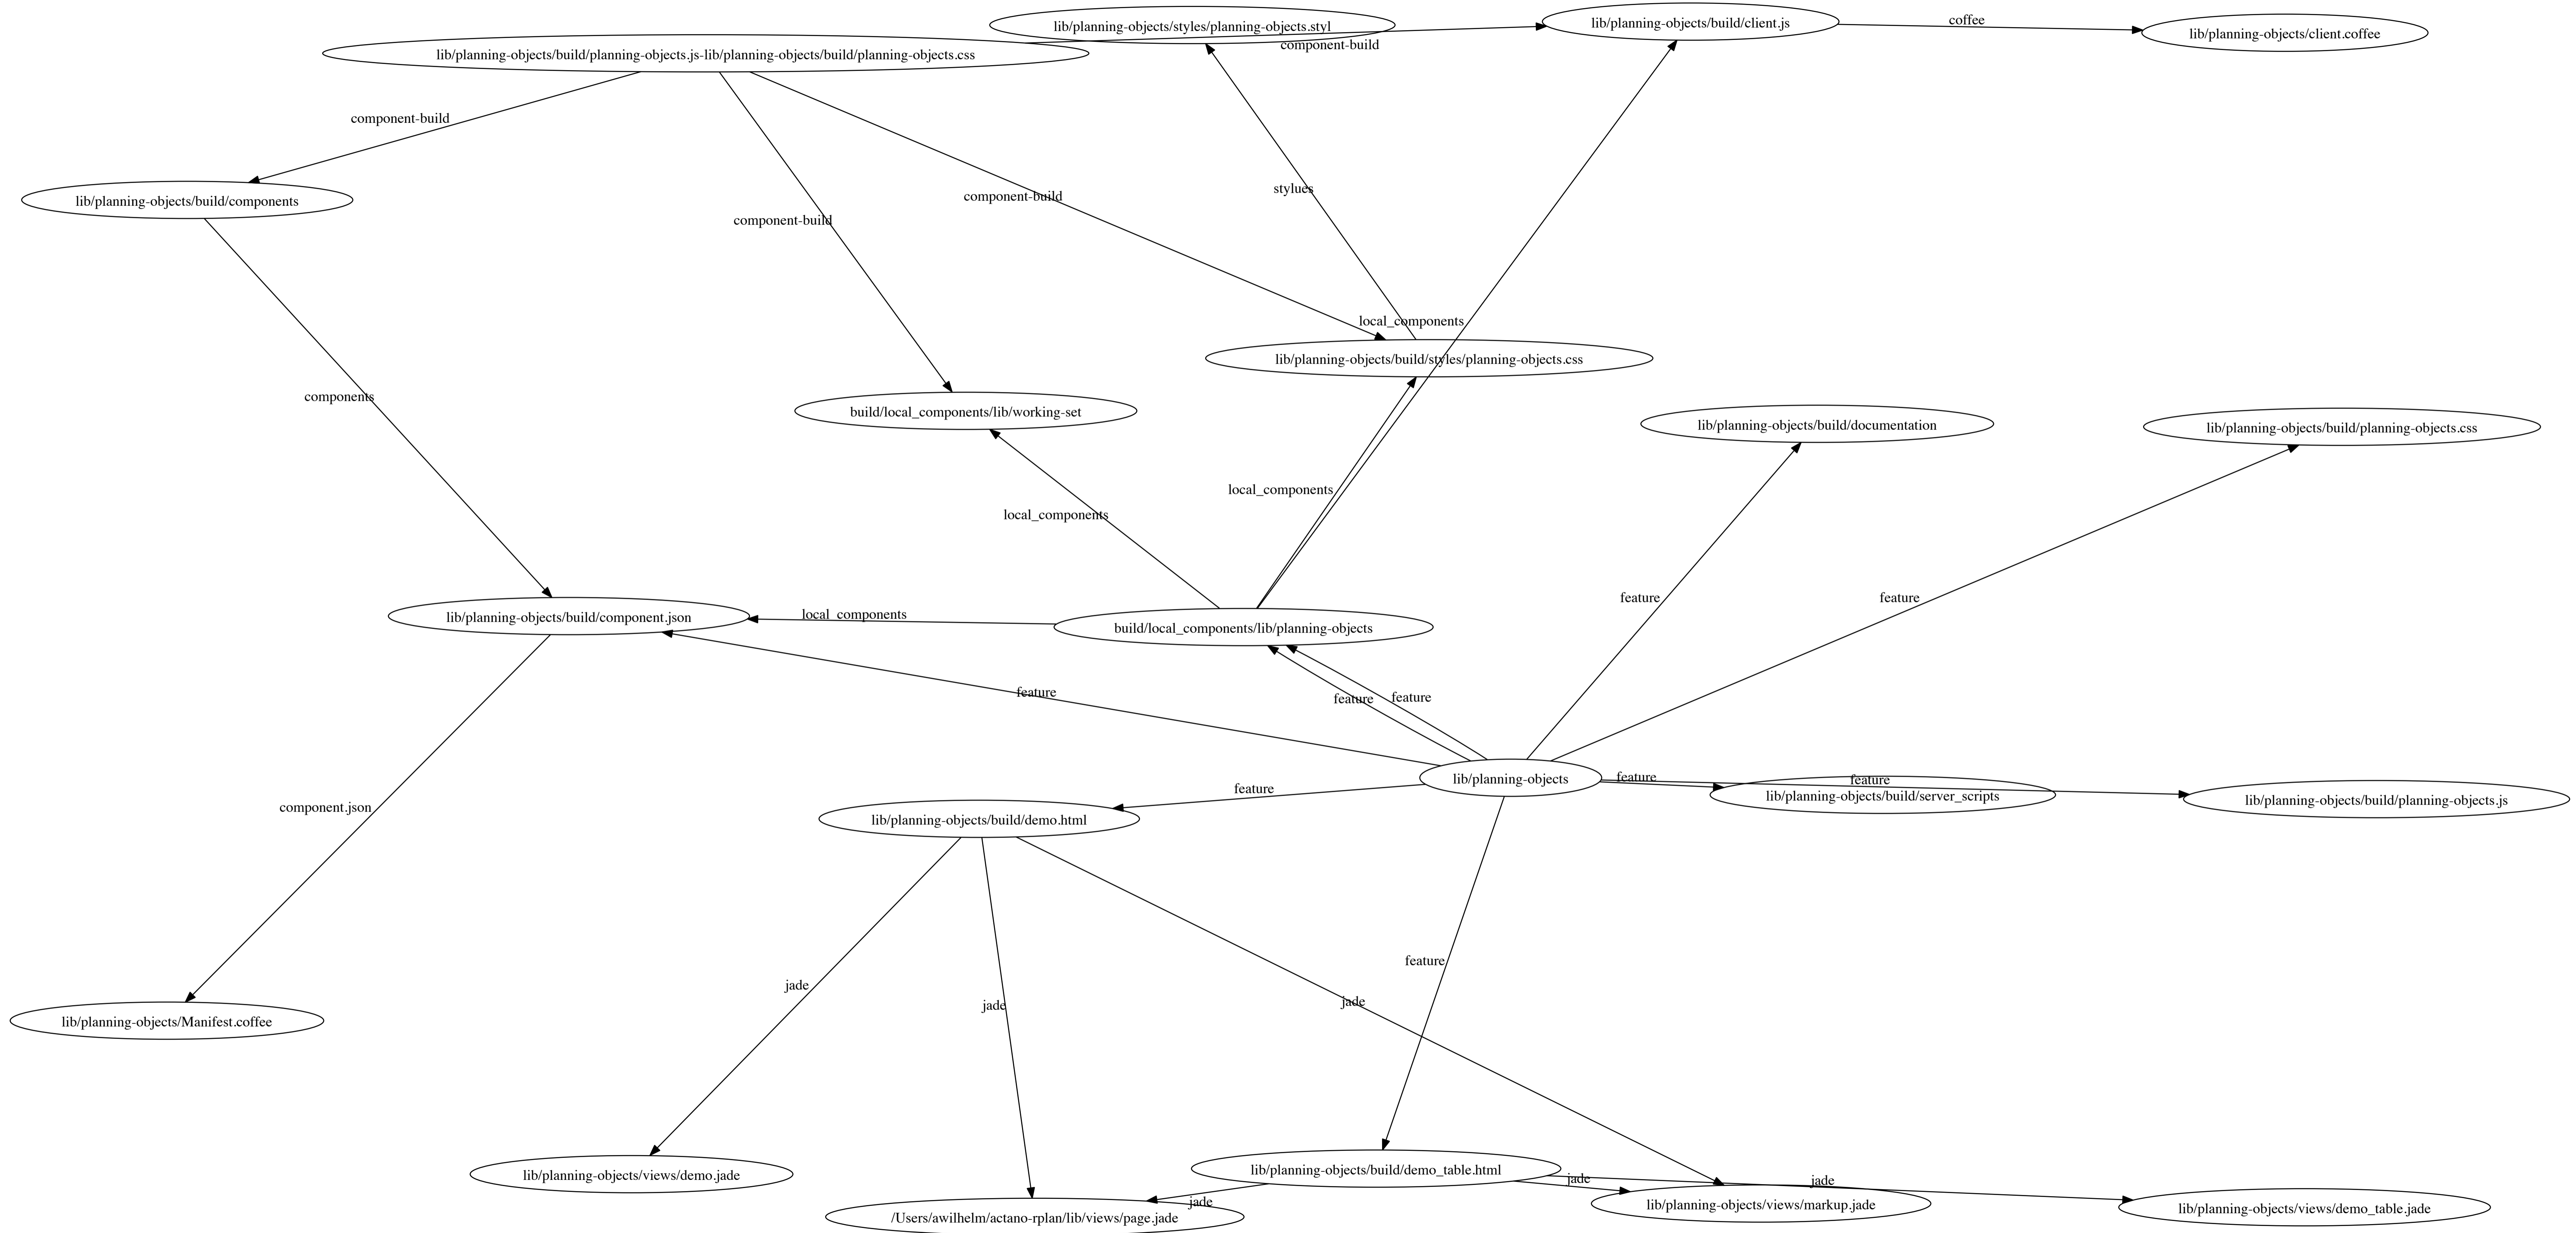 lib/planning-objects/build/client.js
coffee
lib/planning-objects/styles/planning-objects.styl
lib/planning-objects/client.coffee
component-build
lib/planning-objects/build/planning-objects.js-lib/planning-objects/build/planning-objects.css
component-build
stylues
component-build
lib/planning-objects/build/components
component-build
local_components
lib/planning-objects/build/styles/planning-objects.css
components
build/local_components/lib/working-set
lib/planning-objects/build/documentation
lib/planning-objects/build/planning-objects.css
local_components
local_components
feature
feature
local_components
lib/planning-objects/build/component.json
build/local_components/lib/planning-objects
feature
feature
feature
lib/planning-objects
feature
feature
feature
lib/planning-objects/build/server_scripts
lib/planning-objects/build/planning-objects.js
component.json
lib/planning-objects/build/demo.html
feature
jade
jade
jade
lib/planning-objects/Manifest.coffee
lib/planning-objects/build/demo_table.html
lib/planning-objects/views/demo.jade
jade
jade
jade
lib/planning-objects/views/markup.jade
lib/planning-objects/views/demo_table.jade
/Users/awilhelm/actano-rplan/lib/views/page.jade